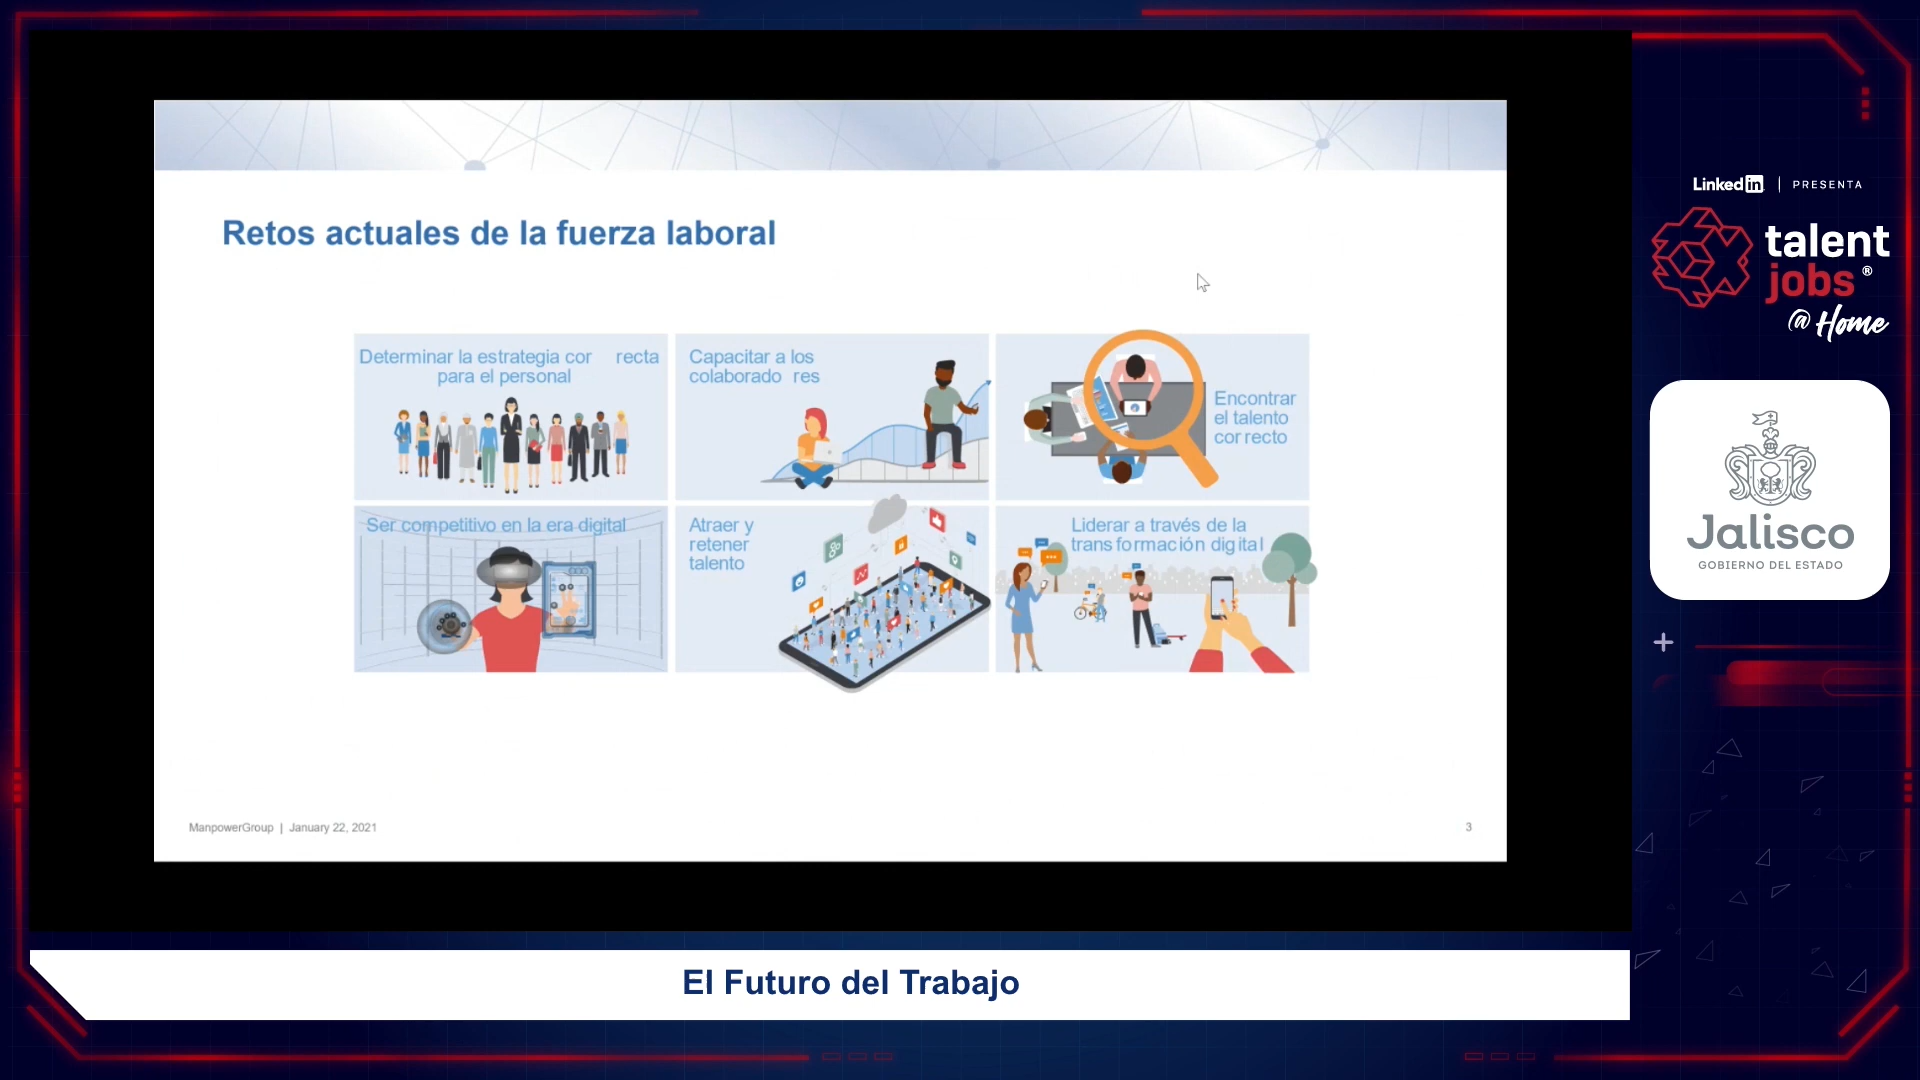 Linked in | PRESENTA
talent
jobs®
@ Home
Retos actuales de la fuerza laboral
Determinar la estrategia cor recta
para el personal
Capacitar a los
colaborado res
Encontrar
el talento
cor recto
Ser competitivo en la era digital
Atraer y
retener
talento
Liderar a través de la
trans formación digital
Jalisco
GOBIERNO DEL ESTADO
ManpowerGroup | January 22, 2021
3
El Futuro del Trabajo